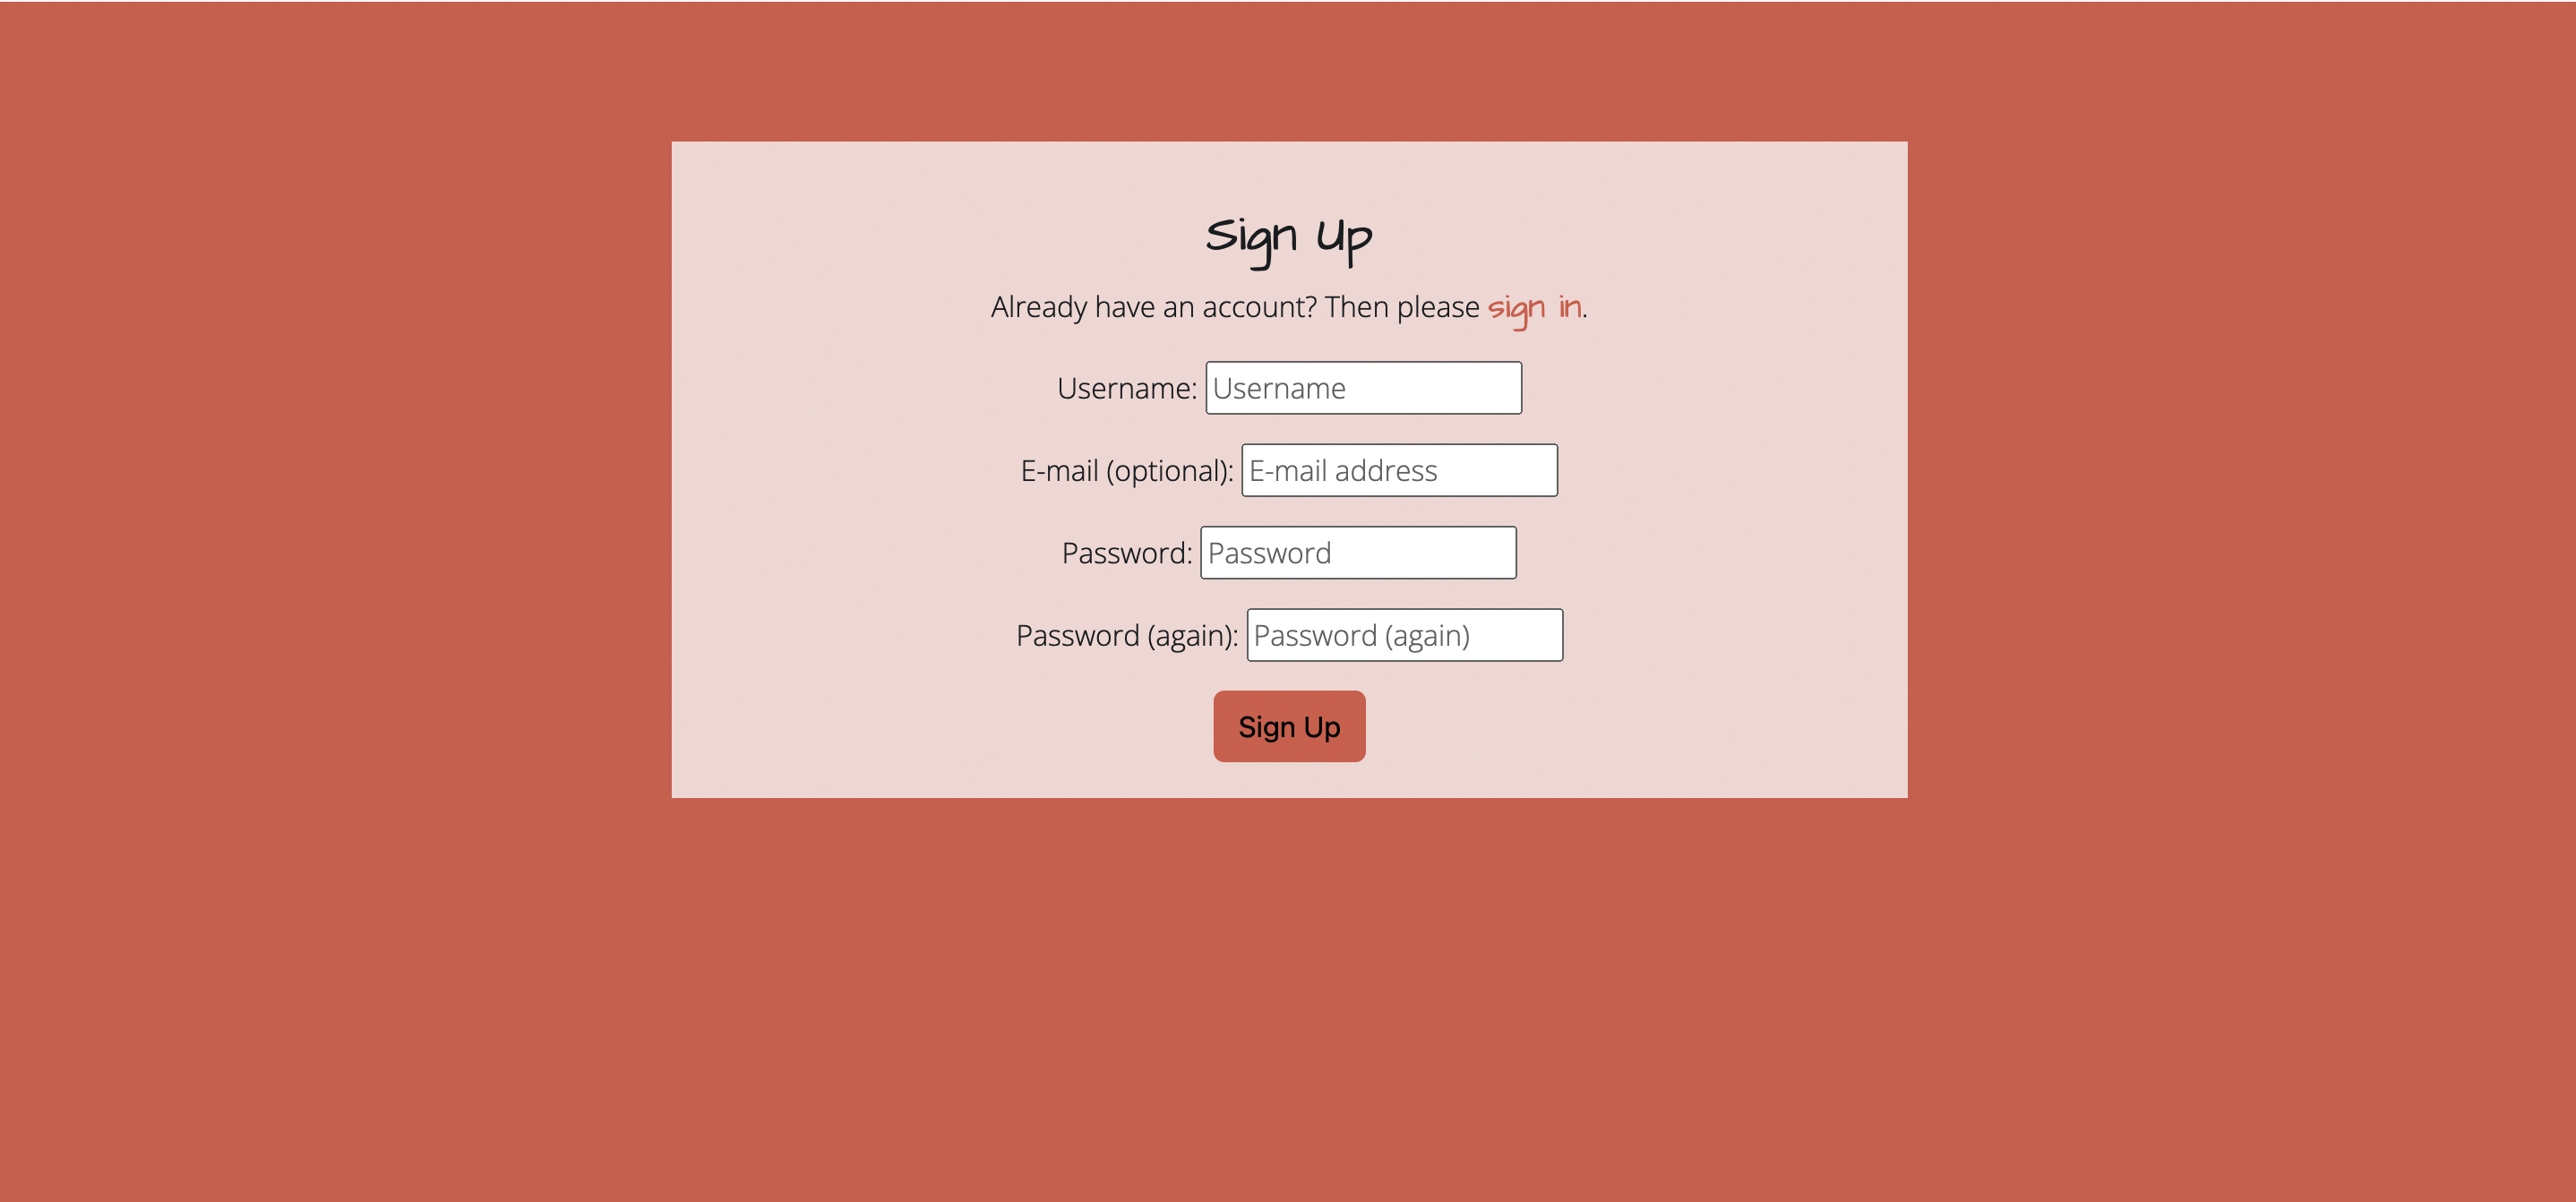 Sign Up
Already have an account? Then please sign in.
Username: Username
E-mail (optional): E-mail address
Password: Password
Password (again): Password (again)
Sign Up